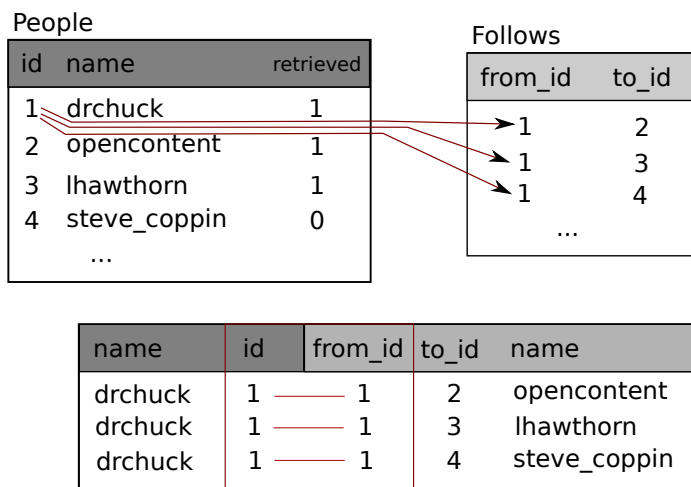 People
id name retrieved
1 drchuck 1
2 opencontent 1
3 lhawthorn 1
4 steve_coppin 0
...
Follows
from_id to_id
1 2
1 3
1 4
...
name id from_id to_id name
drchuck 1 1 2 opencontent
drchuck 1 1 3 lhawthorn
drchuck 1 1 4 steve_coppin